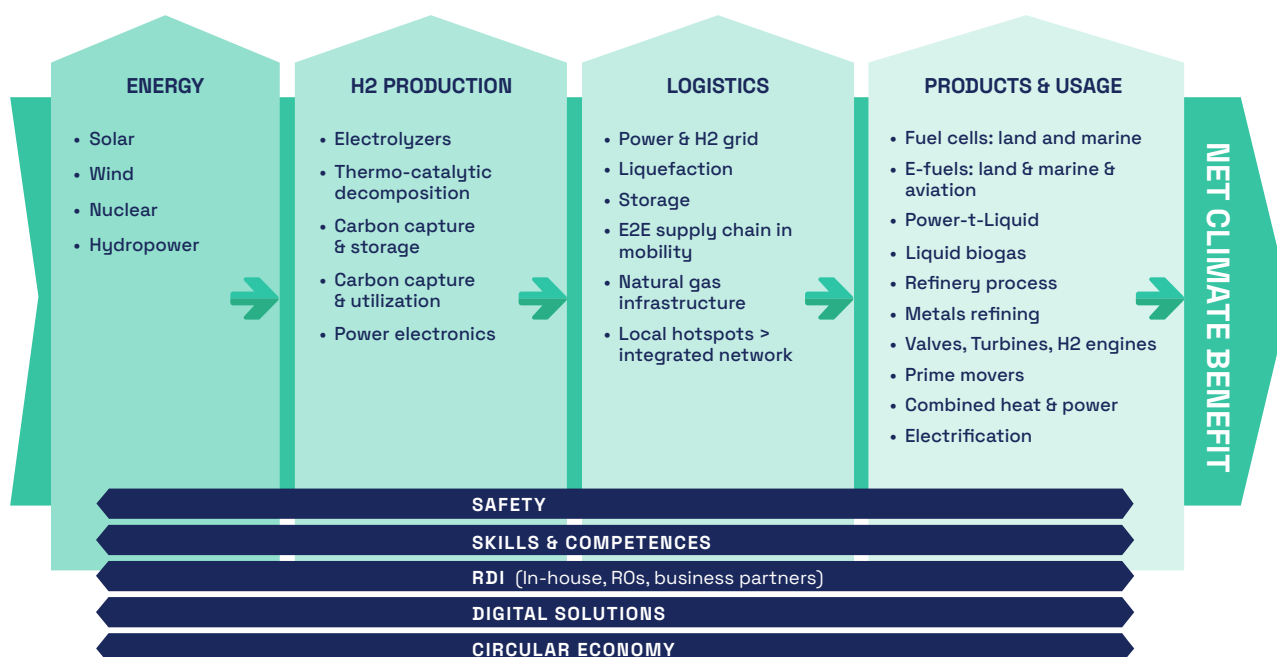 ENERGY
• Solar
• Wind
• Nuclear
• Hydropower
H2 PRODUCTION
• Electrolyzers
• Thermo-catalytic
decomposition
• Carbon capture
& storage
• Carbon capture
& utilization
• Power electronics
LOGISTICS
• Power & H2 grid
• Liquefaction
• Storage
• E2E supply chain in
mobility
• Natural gas
infrastructure
• Local hotspots >
integrated network
PRODUCTS & USAGE
• Fuel cells: land and marine
• E-fuels: land & marine &
aviation
• Power-t-Liquid
• Liquid biogas
• Refinery process
• Metals refining
• Valves, Turbines, H2 engines
• Prime movers
• Combined heat & power
• Electrification
NET CLIMATE BENEFIT
SAFETY
SKILLS & COMPETENCES
RDI (In-house, ROs, business partners)
DIGITAL SOLUTIONS
CIRCULAR ECONOMY